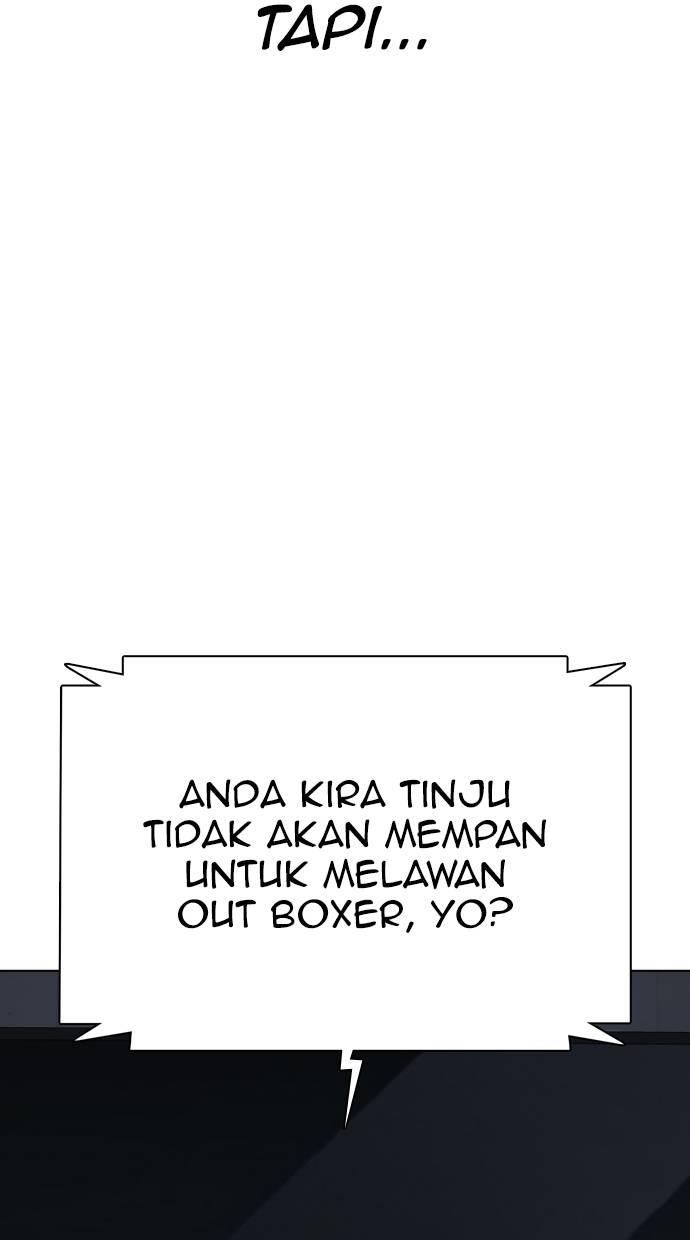 TAPI...
ANDA KIRA TINJU
TIDAK AKAN MEMPAN
UNTUK MELAWAN
OUT BOXER, YO?